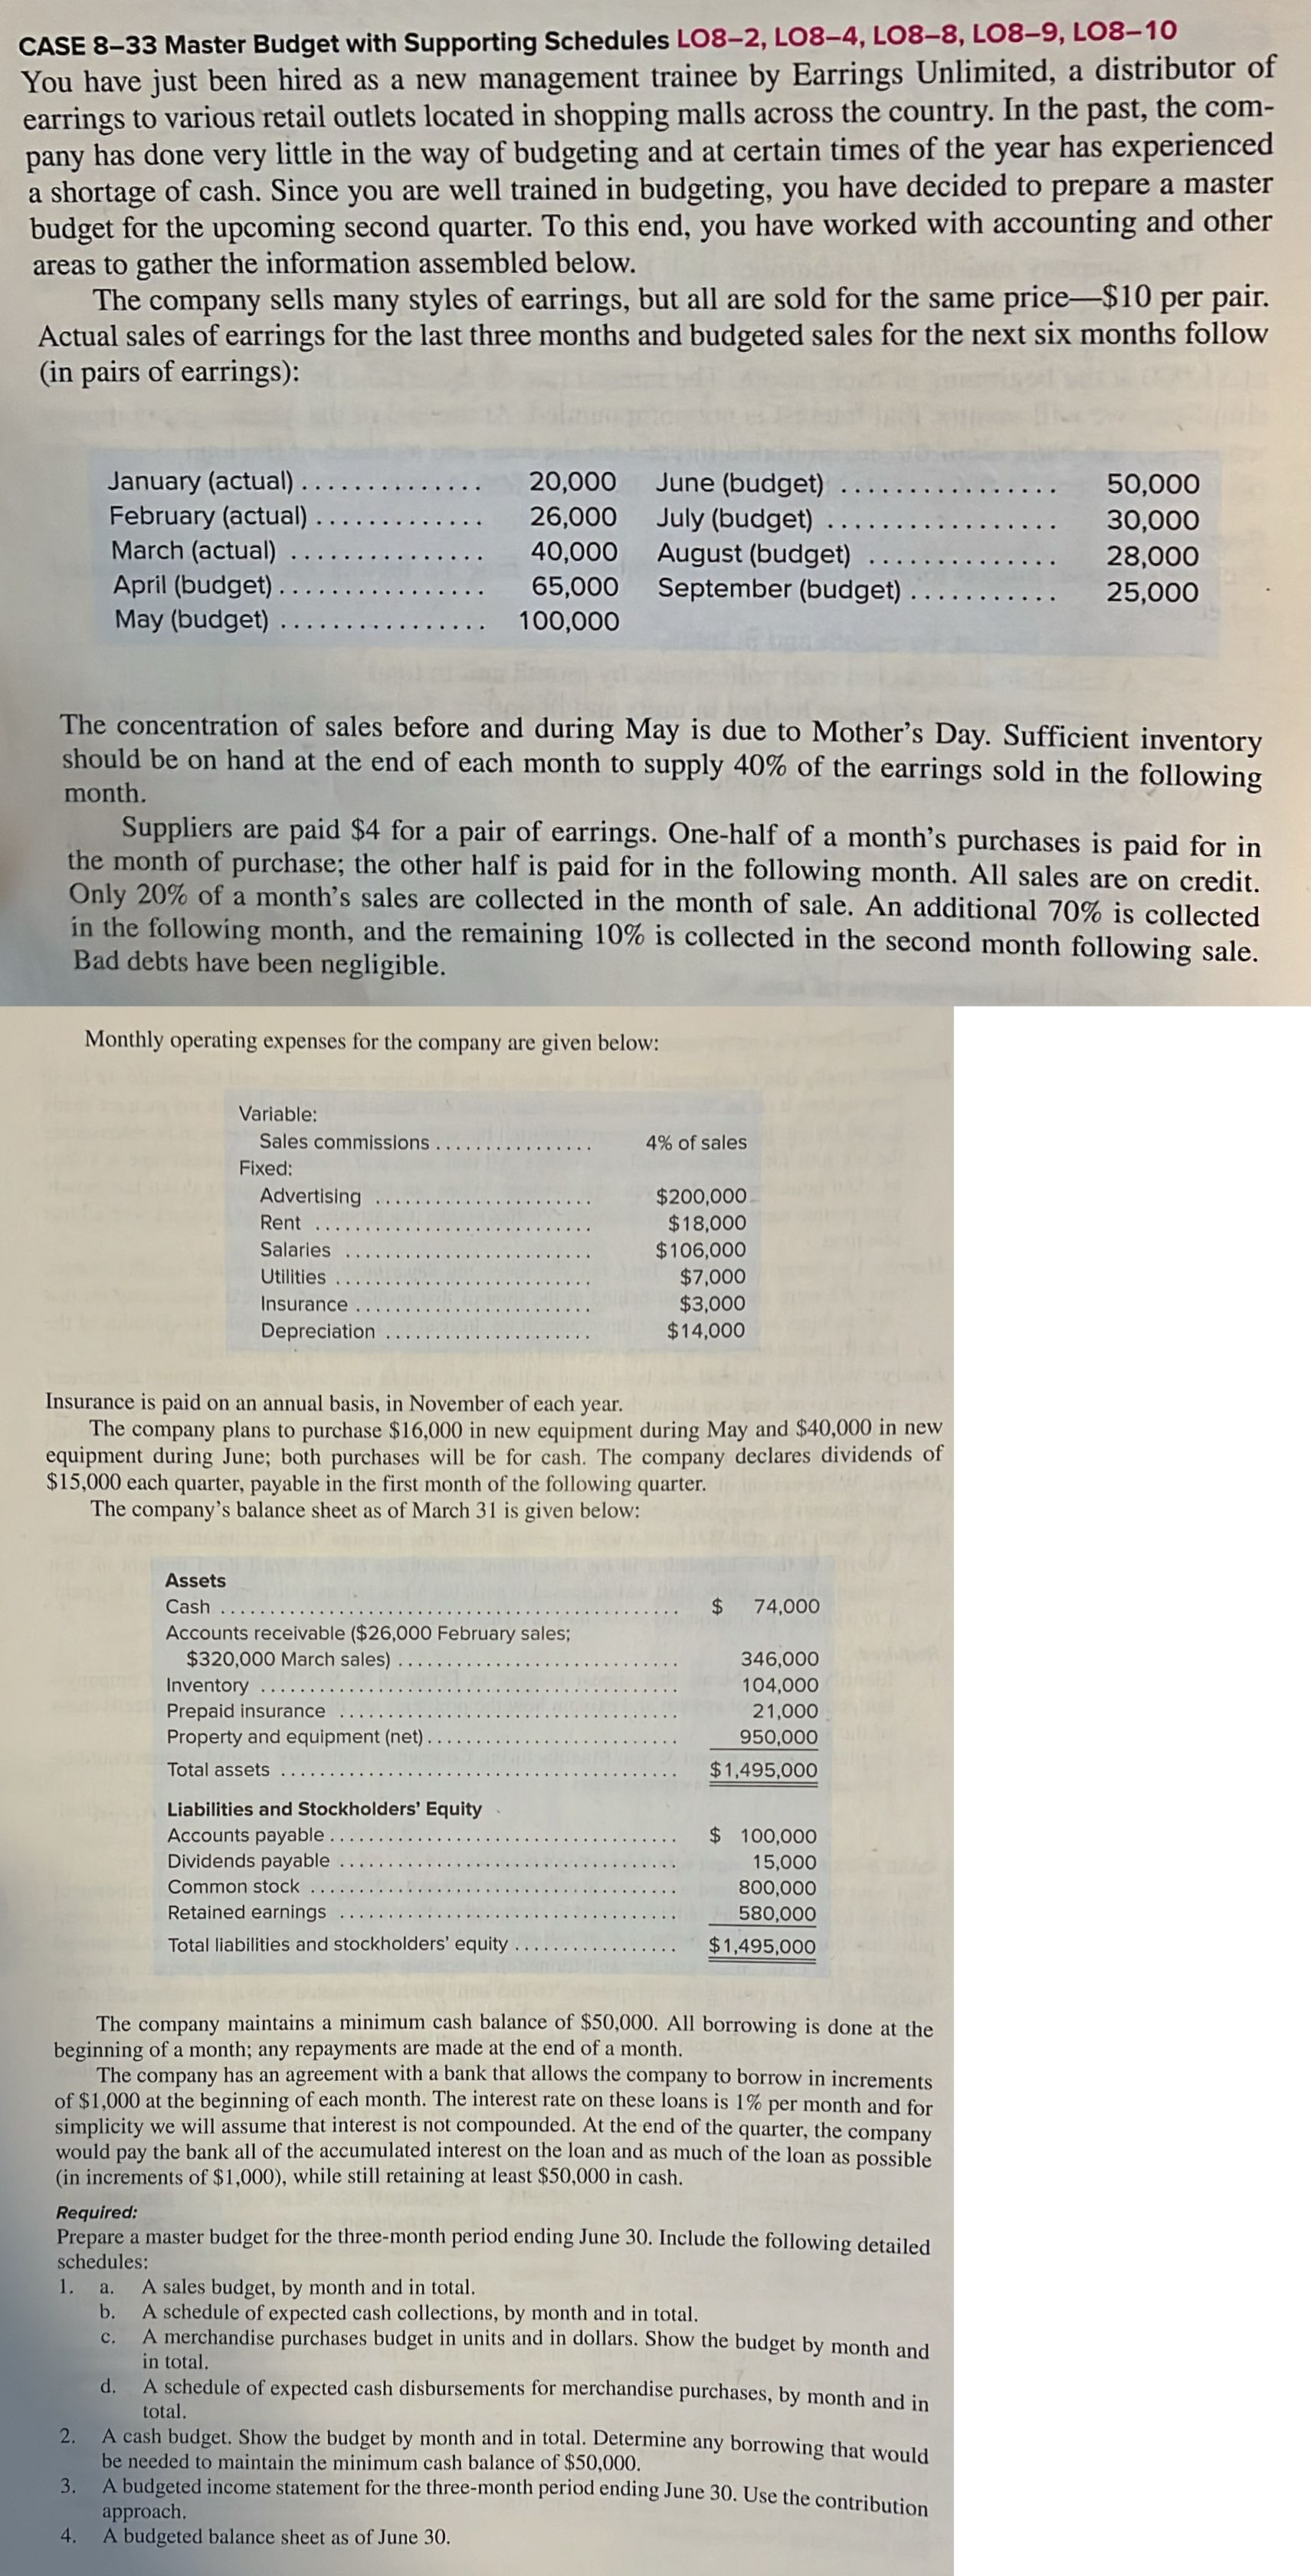 CASE 8–33 Master Budget with Supporting Schedules LO8–2, LO8–4, LO8–8, LO8–9, LO8–10
You have just been hired as a new management trainee by Earrings Unlimited, a distributor of
earrings to various retail outlets located in shopping malls across the country. In the past, the com-
pany has done very little in the way of budgeting and at certain times of the year has experienced
a shortage of cash. Since you are well trained in budgeting, you have decided to prepare a master
budget for the upcoming second quarter. To this end, you have worked with accounting and other
areas to gather the information assembled below.
The company sells many styles of earrings, but all are sold for the same price—$10 per pair.
Actual sales of earrings for the last three months and budgeted sales for the next six months follow
(in pairs of earrings):
January (actual) . . . . . . . . . . . . . . 20,000 June (budget) . . . . . . . . . . . . . . . . . 50,000
February (actual) . . . . . . . . . . . . . 26,000 July (budget) . . . . . . . . . . . . . . . . . . 30,000
March (actual) . . . . . . . . . . . . . . . 40,000 August (budget) . . . . . . . . . . . . . . . 28,000
April (budget) . . . . . . . . . . . . . . . . 65,000 September (budget) . . . . . . . . . . . 25,000
May (budget) . . . . . . . . . . . . . . . . 100,000
The concentration of sales before and during May is due to Mother's Day. Sufficient inventory
should be on hand at the end of each month to supply 40% of the earrings sold in the following
month.
Suppliers are paid $4 for a pair of earrings. One-half of a month's purchases is paid for in
the month of purchase; the other half is paid for in the following month. All sales are on credit.
Only 20% of a month's sales are collected in the month of sale. An additional 70% is collected
in the following month, and the remaining 10% is collected in the second month following sale.
Bad debts have been negligible.
Monthly operating expenses for the company are given below:
Variable:
Sales commissions . . . . . . . . . . . . . . . . 4% of sales
Fixed:
Advertising . . . . . . . . . . . . . . . . . . . . . . $200,000
Rent . . . . . . . . . . . . . . . . . . . . . . . . . . . . $18,000
Salaries . . . . . . . . . . . . . . . . . . . . . . . . . $106,000
Utilities . . . . . . . . . . . . . . . . . . . . . . . . . . $7,000
Insurance . . . . . . . . . . . . . . . . . . . . . . . . $3,000
Depreciation . . . . . . . . . . . . . . . . . . . . . $14,000
Insurance is paid on an annual basis, in November of each year.
The company plans to purchase $16,000 in new equipment during May and $40,000 in new
equipment during June; both purchases will be for cash. The company declares dividends of
$15,000 each quarter, payable in the first month of the following quarter.
The company's balance sheet as of March 31 is given below:
Assets
Cash . . . . . . . . . . . . . . . . . . . . . . . . . . . . . . . . . . . . . . . . . . . . . . . $ 74,000
Accounts receivable ($26,000 February sales;
$320,000 March sales) . . . . . . . . . . . . . . . . . . . . . . . . . . . . . 346,000
Inventory . . . . . . . . . . . . . . . . . . . . . . . . . . . . . . . . . . . . . . . . . . . 104,000
Prepaid insurance . . . . . . . . . . . . . . . . . . . . . . . . . . . . . . . . . . . 21,000
Property and equipment (net) . . . . . . . . . . . . . . . . . . . . . . . . . . 950,000
Total assets . . . . . . . . . . . . . . . . . . . . . . . . . . . . . . . . . . . . . . . . . $1,495,000
Liabilities and Stockholders' Equity
Accounts payable . . . . . . . . . . . . . . . . . . . . . . . . . . . . . . . . . . . . $ 100,000
Dividends payable . . . . . . . . . . . . . . . . . . . . . . . . . . . . . . . . . . . 15,000
Common stock . . . . . . . . . . . . . . . . . . . . . . . . . . . . . . . . . . . . . . 800,000
Retained earnings . . . . . . . . . . . . . . . . . . . . . . . . . . . . . . . . . . . 580,000
Total liabilities and stockholders' equity . . . . . . . . . . . . . . . . . $1,495,000
The company maintains a minimum cash balance of $50,000. All borrowing is done at the
beginning of a month; any repayments are made at the end of a month.
The company has an agreement with a bank that allows the company to borrow in increments
of $1,000 at the beginning of each month. The interest rate on these loans is 1% per month and for
simplicity we will assume that interest is not compounded. At the end of the quarter, the company
would pay the bank all of the accumulated interest on the loan and as much of the loan as possible
(in increments of $1,000), while still retaining at least $50,000 in cash.
Required:
Prepare a master budget for the three-month period ending June 30. Include the following detailed
schedules:
1. a. A sales budget, by month and in total.
b. A schedule of expected cash collections, by month and in total.
c. A merchandise purchases budget in units and in dollars. Show the budget by month and
in total.
d. A schedule of expected cash disbursements for merchandise purchases, by month and in
total.
2. A cash budget. Show the budget by month and in total. Determine any borrowing that would
be needed to maintain the minimum cash balance of $50,000.
3. A budgeted income statement for the three-month period ending June 30. Use the contribution
approach.
4. A budgeted balance sheet as of June 30.